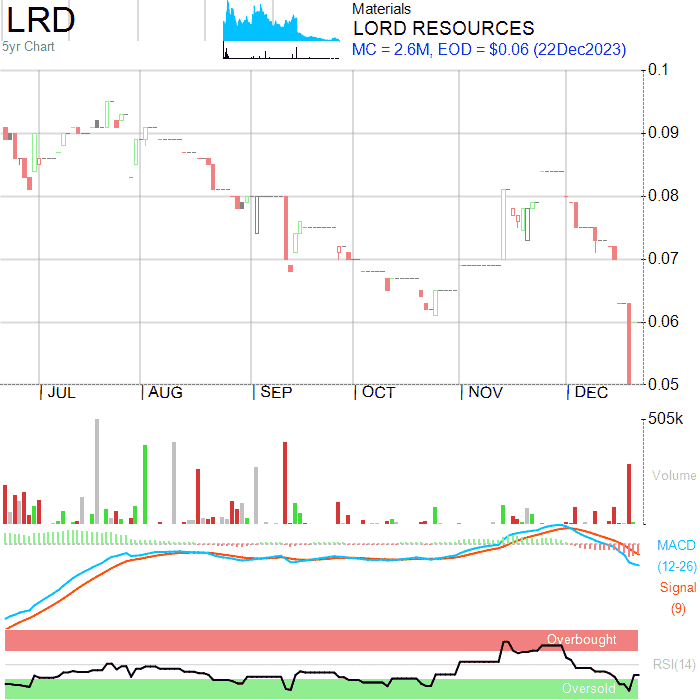 LRD
5yr Chart
Materials
LORD RESOURCES
MC = 2.6M, EOD = $0.06 (22Dec2023)
0.1
0.09
0.08
0.07
0.06
0.05
JUL AUG SEP OCT NOV DEC
505k
Volume
MACD
(12-26)
Signal
(9)
Overbought
RSI(14)
Oversold